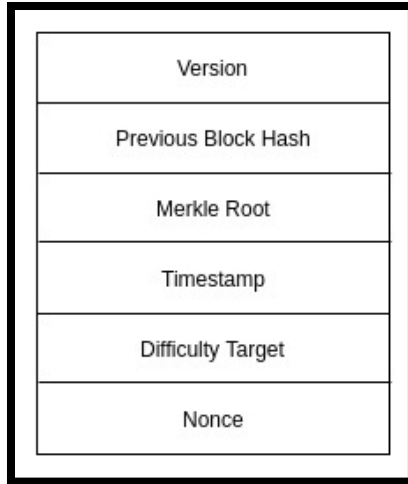 Version
Previous Block Hash
Merkle Root
Timestamp
Difficulty Target
Nonce